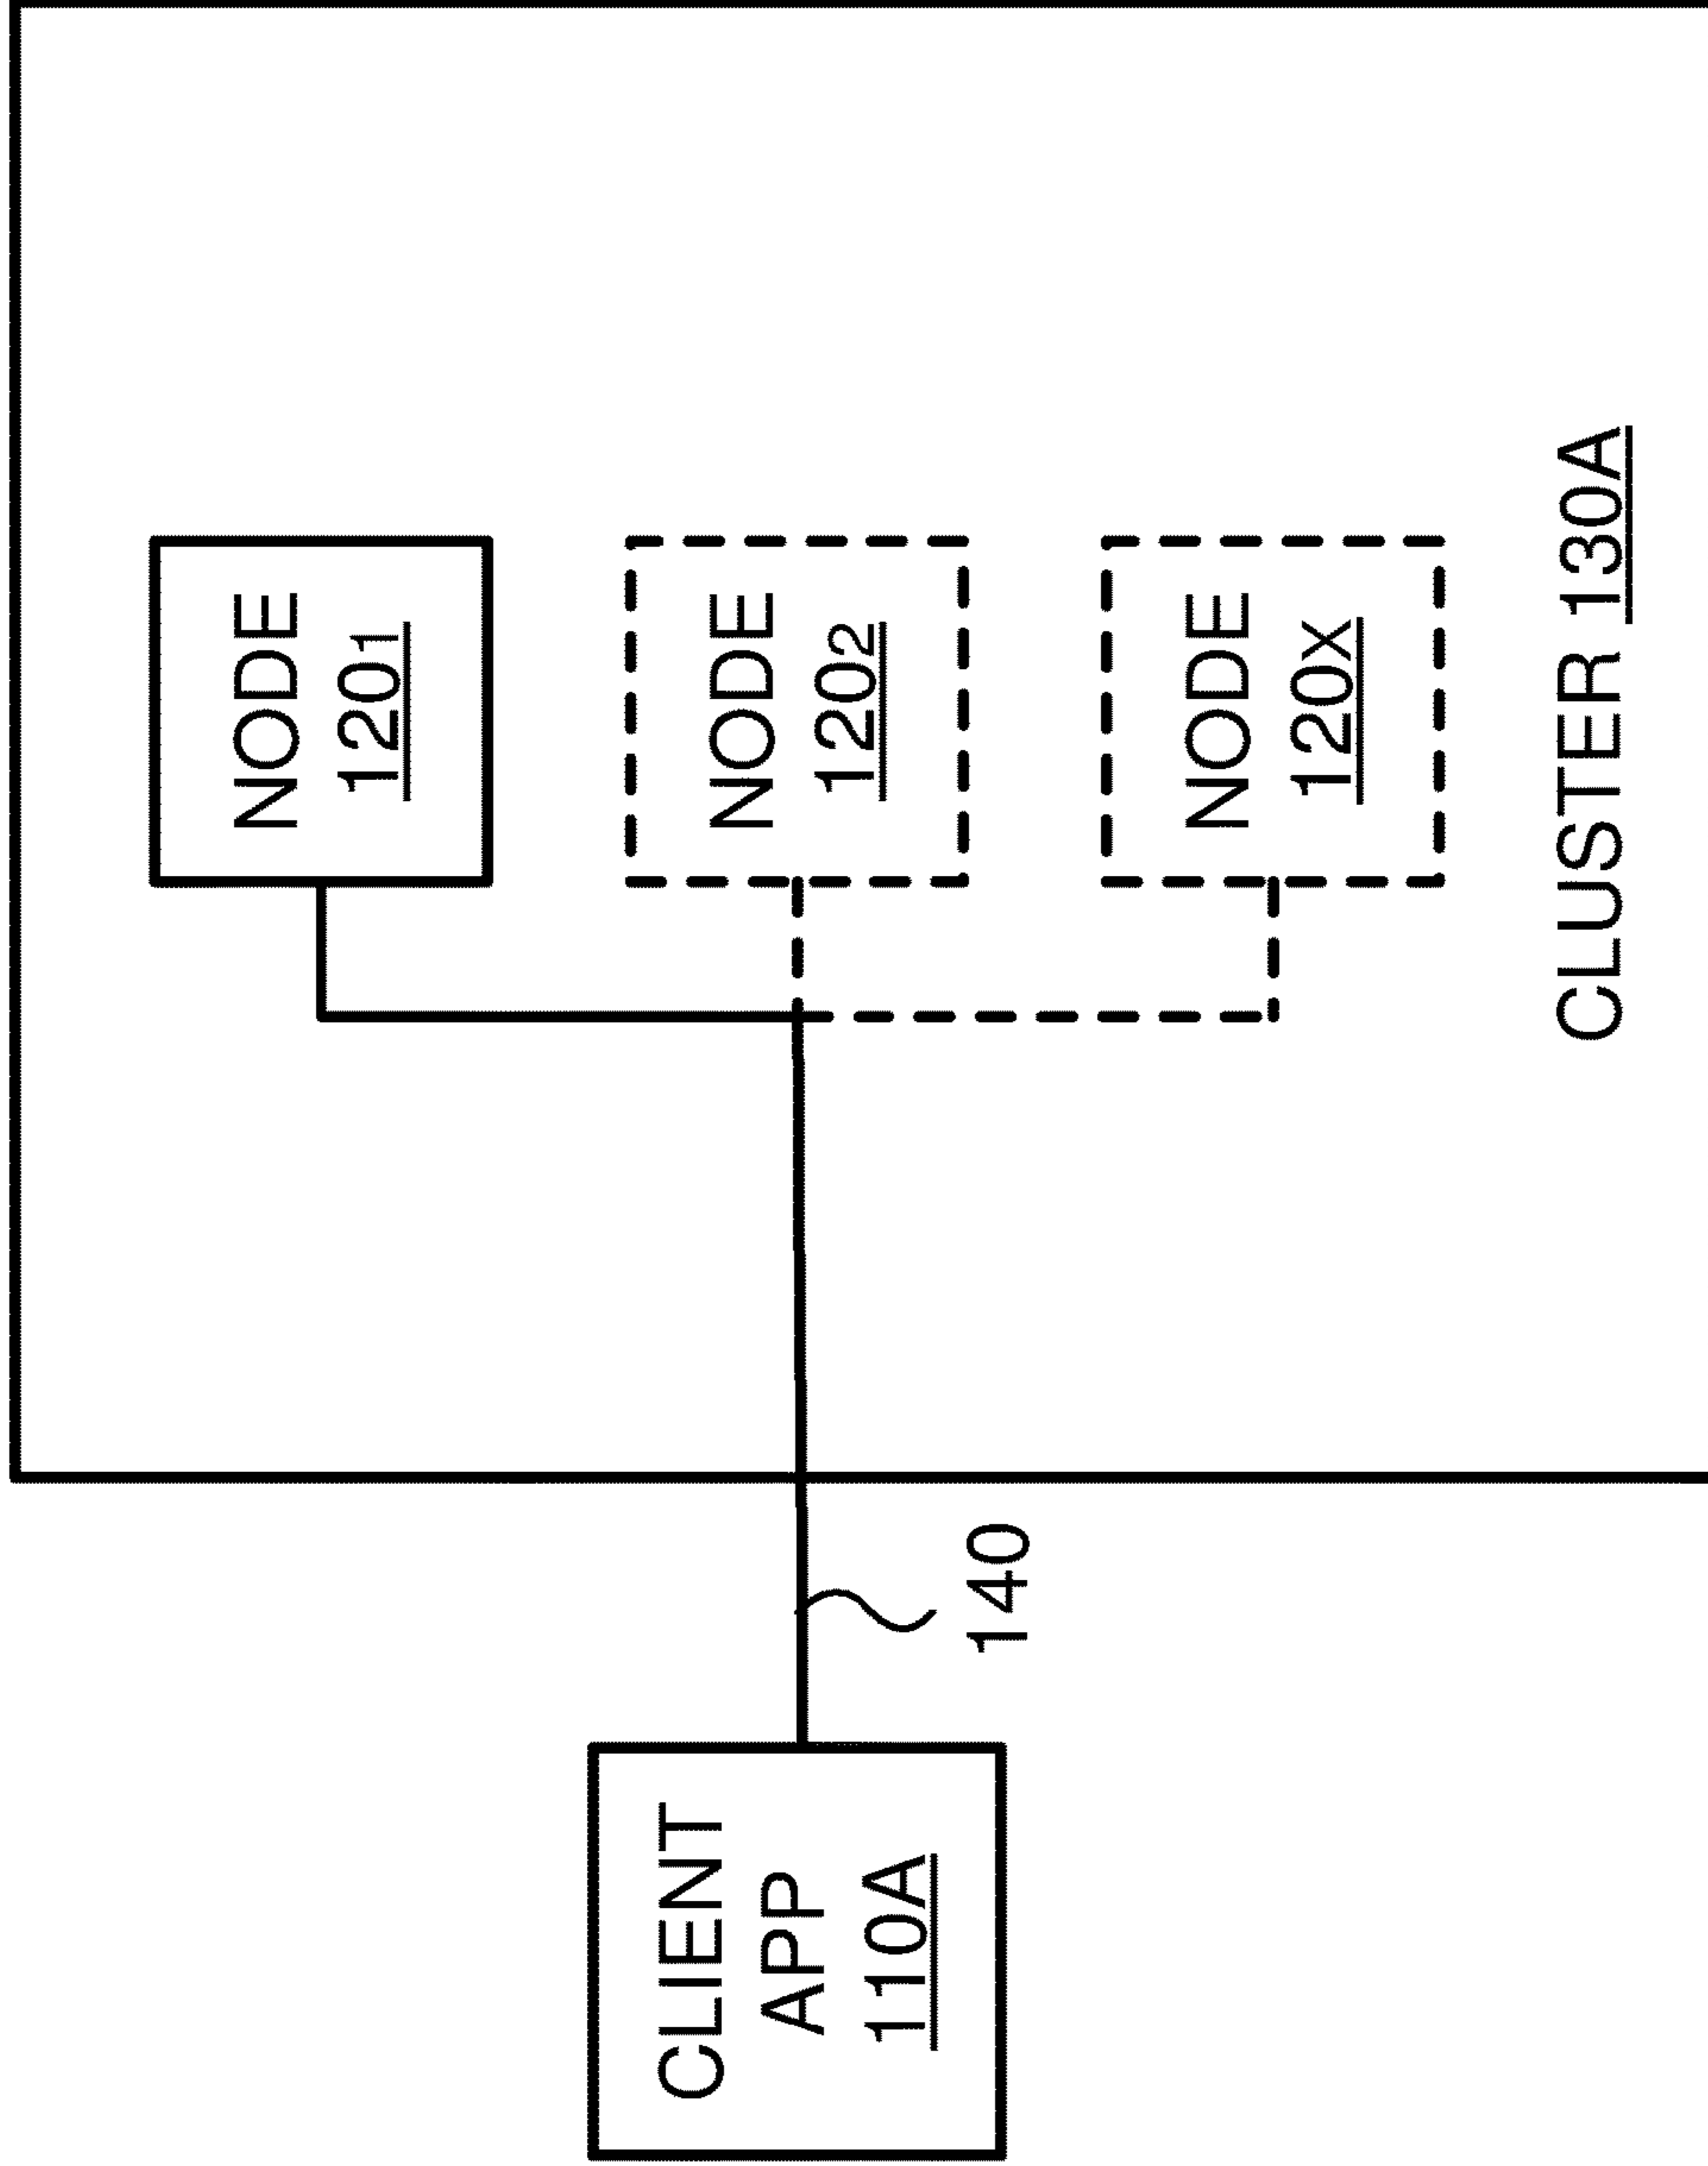 NODE
120₁
NODE
120₂
NODE
120X
CLUSTER 130A
140
CLIENT
APP
110A